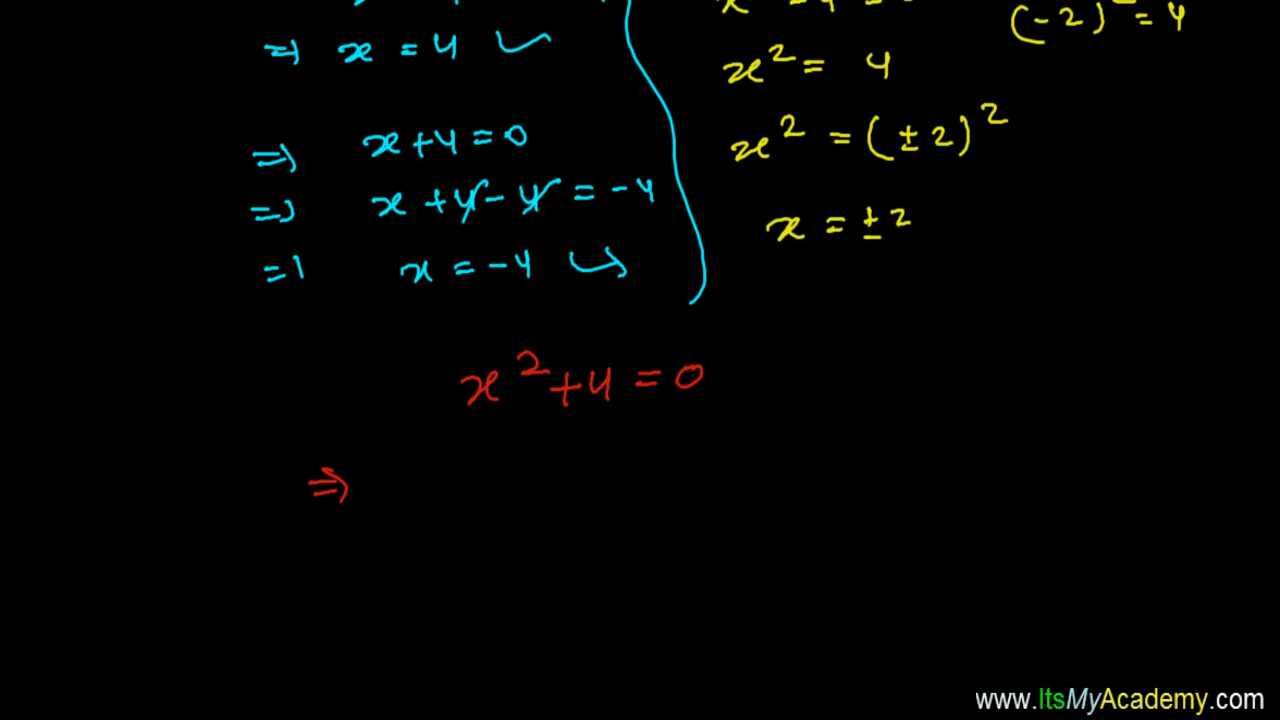 => x = 4
=> x + 4 = 0
=> x + 4 - 4 = -4
=> x = -4
(-2)² = 4
x² = 4
x² = (±2)²
x = ±2
x² + 4 = 0
=>
www.ItsMyAcademy.com